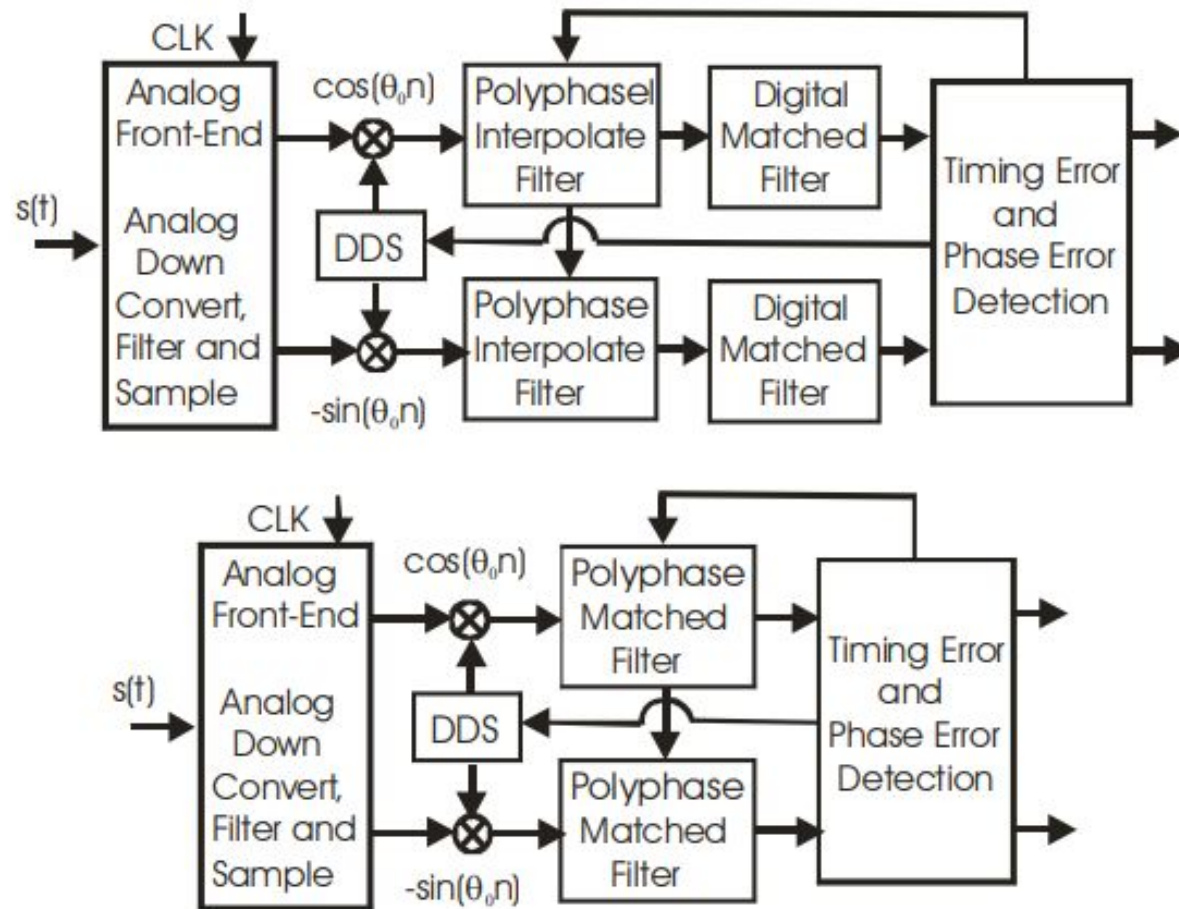 CLK
Analog
Front-End
Analog
Down
Convert,
Filter and
Sample
s(t)
cos(θ₀n)
DDS
-sin(θ₀n)
Polyphasel
Interpolate
Filter
Digital
Matched
Filter
Polyphase
Interpolate
Filter
Digital
Matched
Filter
Timing Error
and
Phase Error
Detection
CLK
Analog
Front-End
Analog
Down
Convert,
Filter and
Sample
s(t)
cos(θ₀n)
DDS
-sin(θ₀n)
Polyphase
Matched
Filter
Polyphase
Matched
Filter
Timing Error
and
Phase Error
Detection